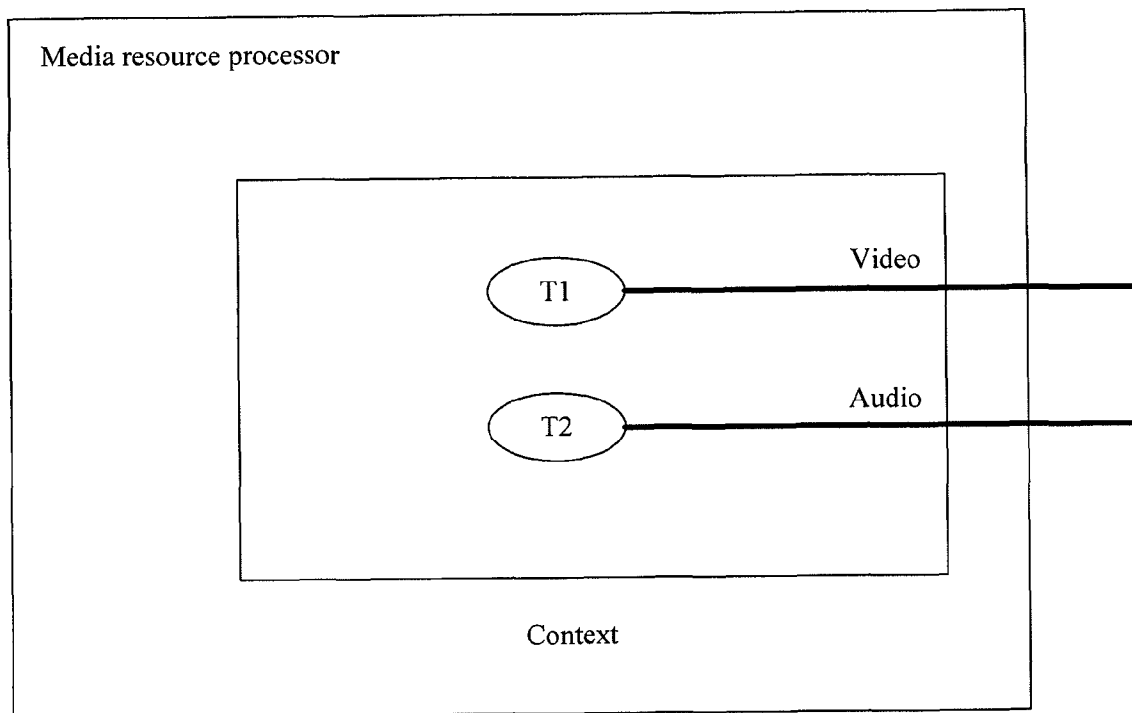 Media resource processor
Video
T1
Audio
T2
Context